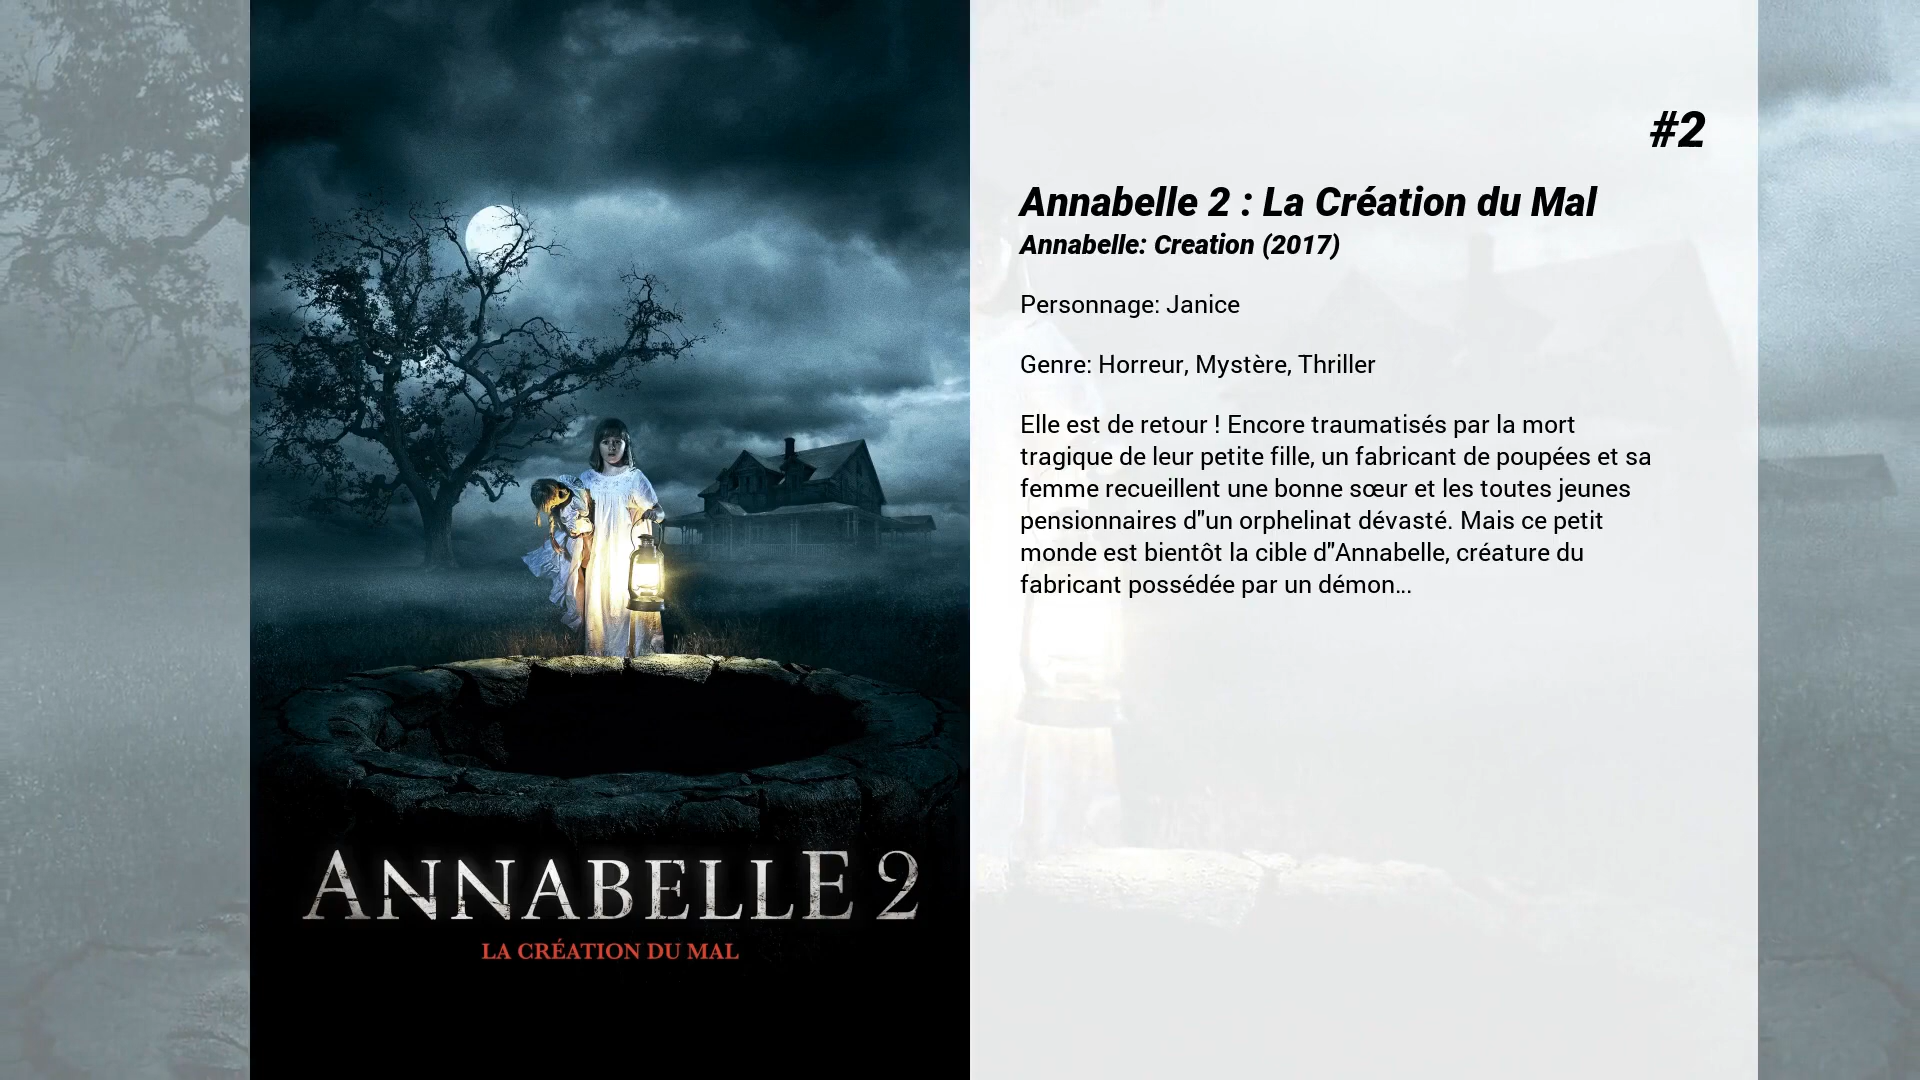 ANNABELLE 2
LA CRÉATION DU MAL
#2
Annabelle 2 : La Création du Mal
Annabelle: Creation (2017)
Personnage: Janice
Genre: Horreur, Mystère, Thriller
Elle est de retour ! Encore traumatisés par la mort
tragique de leur petite fille, un fabricant de poupées et sa
femme recueillent une bonne sœur et les toutes jeunes
pensionnaires d"un orphelinat dévasté. Mais ce petit
monde est bientôt la cible d"Annabelle, créature du
fabricant possédée par un démon…